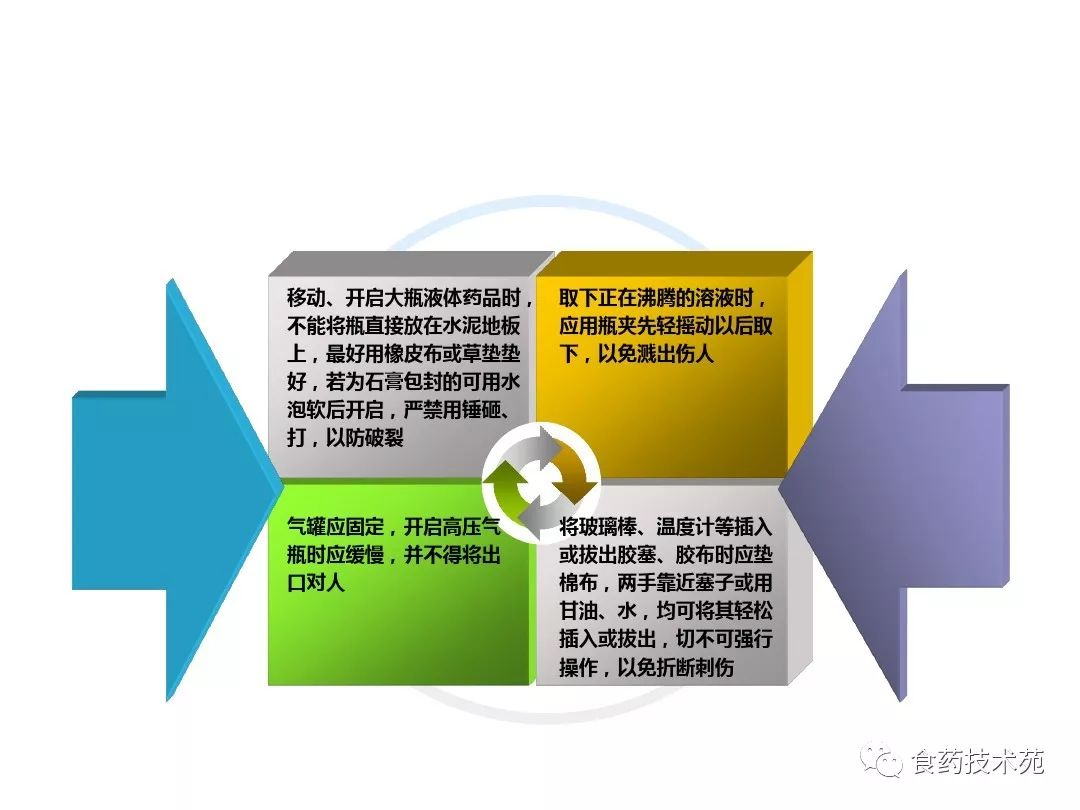 移动、开启大瓶液体药品时，
不能将瓶直接放在水泥地板
上，最好用橡皮布或草垫垫
好，若为石膏包封的可用水
泡软后开启，严禁用锤砸、
打，以防破裂
取下正在沸腾的溶液时，
应用瓶夹先轻摇动以后取
下，以免溅出伤人
气罐应固定，开启高压气
瓶时应缓慢，并不得将出
口对人
将玻璃棒、温度计等插入
或拔出胶塞、胶布时应垫
棉布，两手靠近塞子或用
甘油、水，均可将其轻松
插入或拔出，切不可强行
操作，以免折断刺伤
食药技术苑